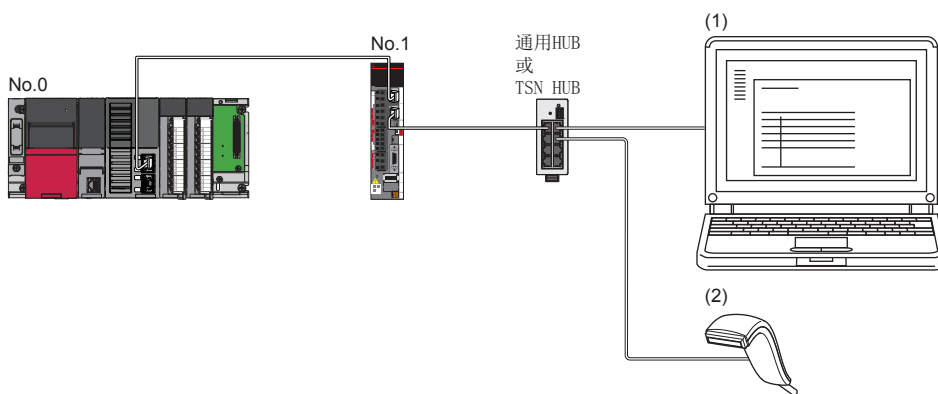 (1)
No.1
通用HUB
或
TSN HUB
No.0
(2)